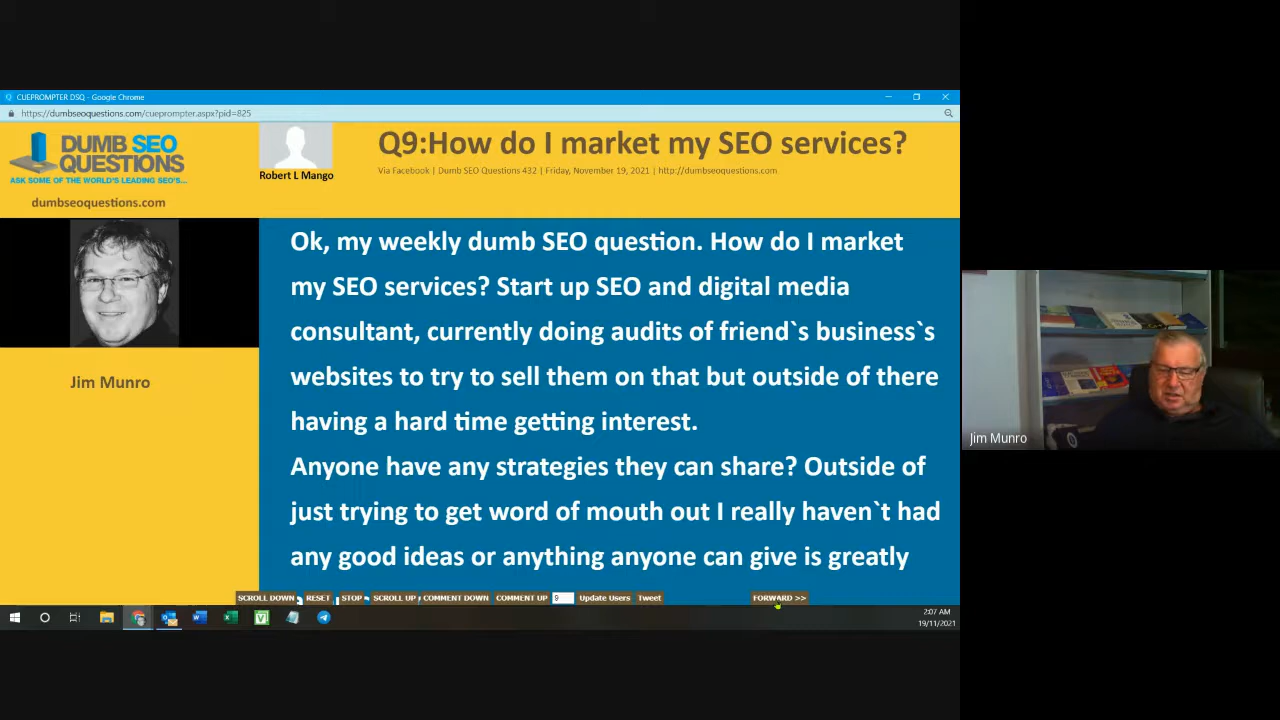 CUEPROMPTER DSQ - Google Chrome
https://dumbseoquestions.com/cueprompter.aspx?pid=825
DUMB SEO
QUESTIONS
ASK SOME OF THE WORLD'S LEADING SEO'S...
dumbseoquestions.com
Robert L Mango
Q9:How do I market my SEO services?
Via Facebook | Dumb SEO Questions 432 | Friday, November 19, 2021 | http://dumbseoquestions.com
Jim Munro
Ok, my weekly dumb SEO question. How do I market
my SEO services? Start up SEO and digital media
consultant, currently doing audits of friend`s business`s
websites to try to sell them on that but outside of there
having a hard time getting interest.
Anyone have any strategies they can share? Outside of
just trying to get word of mouth out I really haven`t had
any good ideas or anything anyone can give is greatly
SCROLL DOWN RESET STOP SCROLL UP COMMENT DOWN COMMENT UP 9 Update Users Tweet FORWARD >>
2:07 AM
19/11/2021
Jim Munro